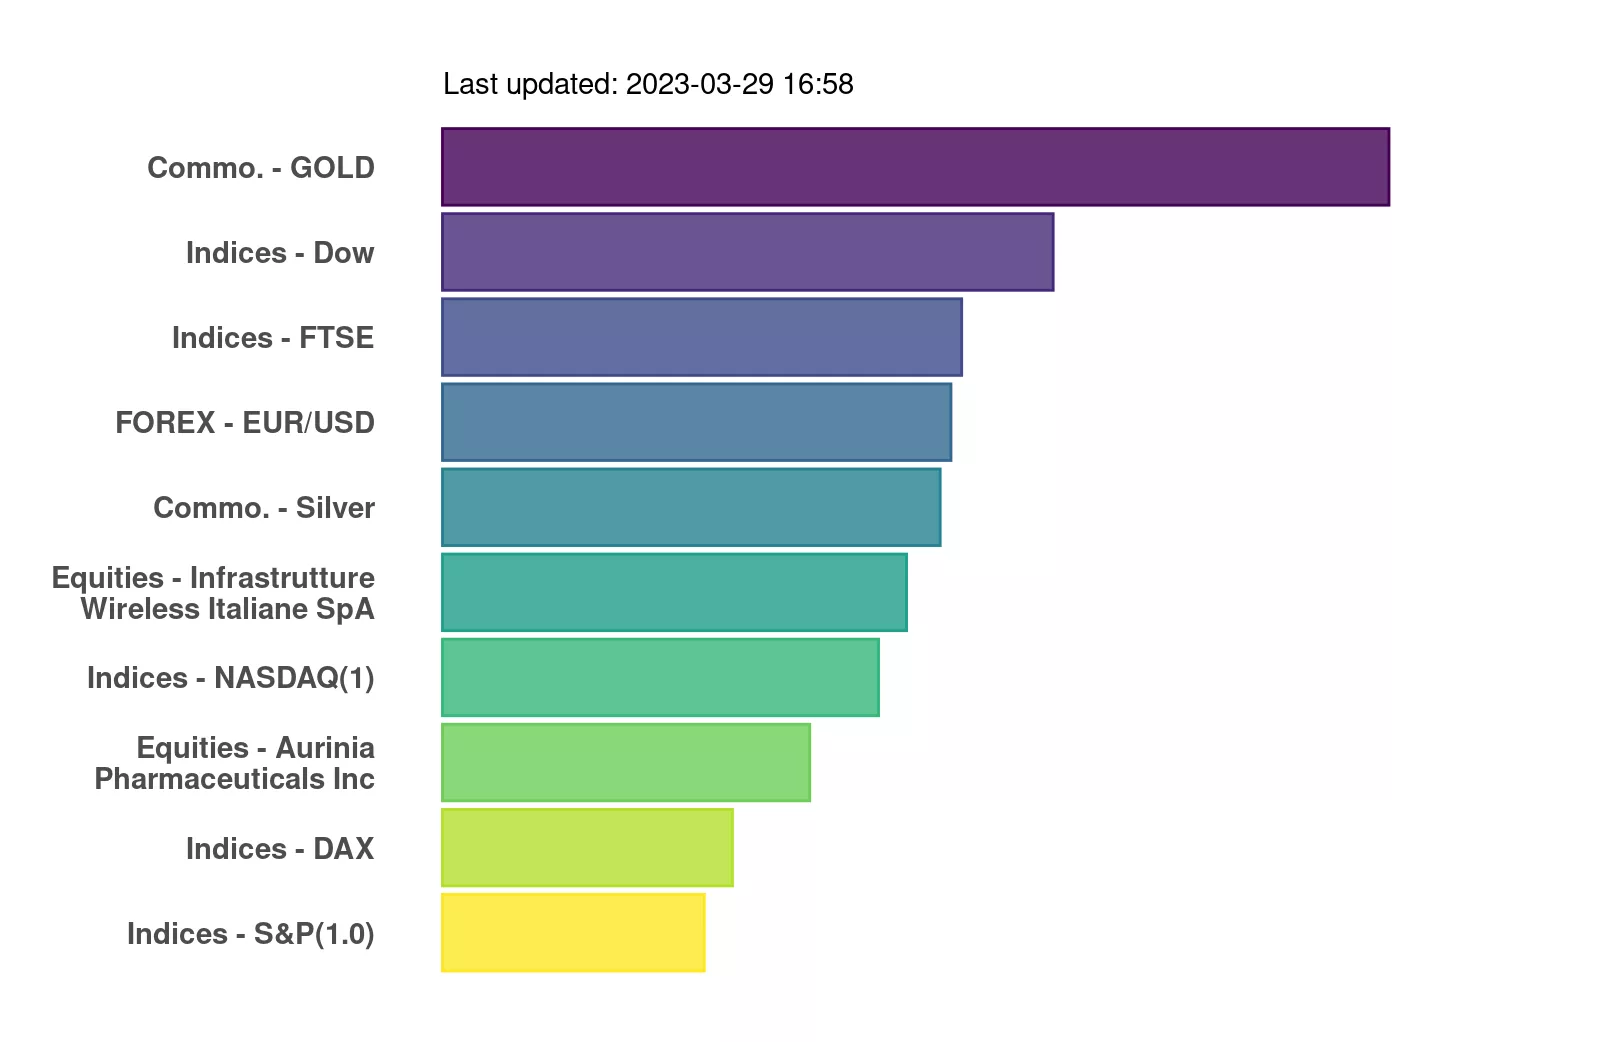 Last updated: 2023-03-29 16:58
Commo. - GOLD
Indices - Dow
Indices - FTSE
FOREX - EUR/USD
Commo. - Silver
Equities - Infrastrutture
Wireless Italiane SpA
Indices - NASDAQ(1)
Equities - Aurinia
Pharmaceuticals Inc
Indices - DAX
Indices - S&P(1.0)